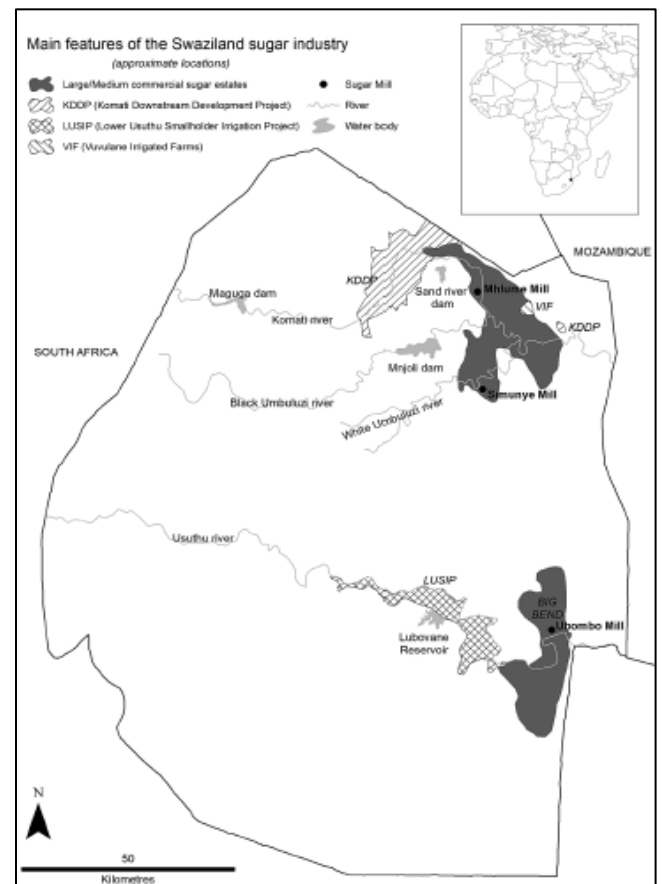 Main features of the Swaziland sugar industry
(approximate locations)
Large/Medium commercial sugar estates
KDDP (Komati Downstream Development Project)
LUSIP (Lower Usuthu Smallholder Irrigation Project)
VIF (Vuvulane Irrigated Farms)
Sugar Mill
River
Water body
MOZAMBIQUE
KDDP
Maguga dam
Sand river
dam
Mhlume Mill
VIF
KDDP
Komati river
SOUTH AFRICA
Mnjoli dam
Simunye Mill
Black Umbuluzi river
White Umbuluzi river
Usuthu river
LUSIP
BIG
BEND
Ubombo Mill
Lubovane
Reservoir
N
50
Kilometres